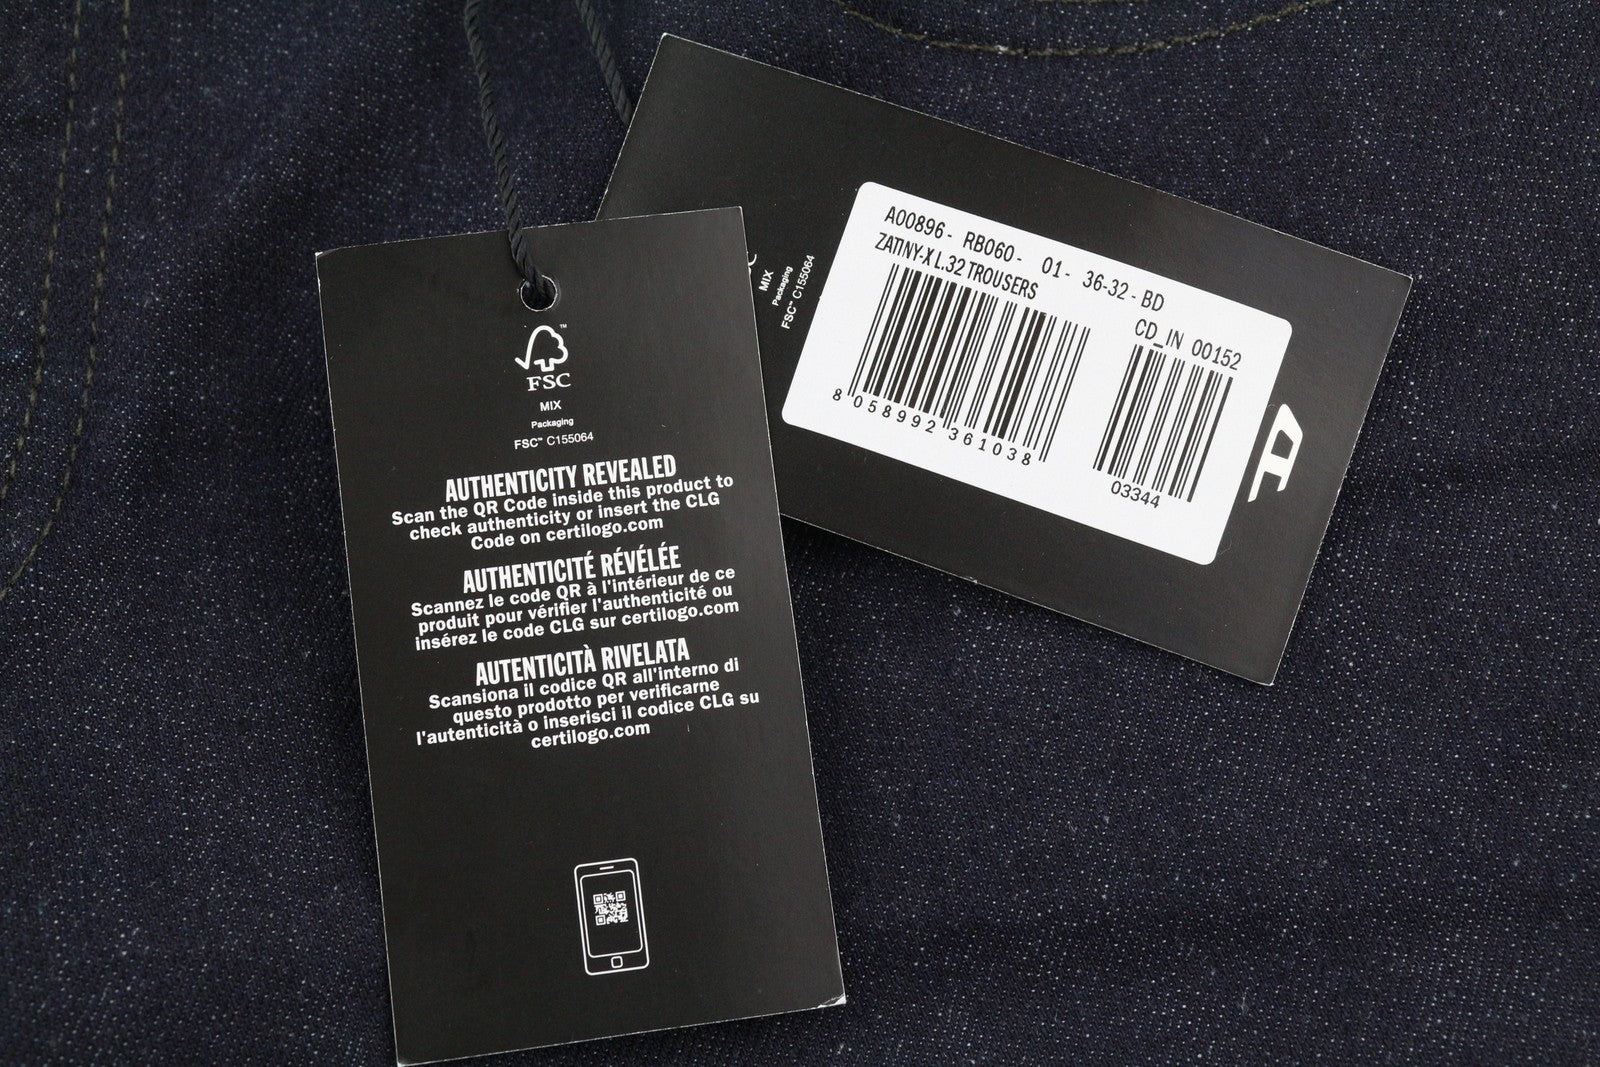 FSC™
MIX
Packaging
FSC™ C155064
AUTHENTICITY REVEALED
Scan the QR Code inside this product to
check authenticity or insert the CLG
Code on certilogo.com
AUTHENTICITÉ RÉVÉLÉE
Scannez le code QR à l'intérieur de ce
produit pour vérifier l'authenticité ou
insérez le code CLG sur certilogo.com
AUTENTICITÀ RIVELATA
Scansiona il codice QR all'interno di
questo prodotto per verificarne
l'autenticità o inserisci il codice CLG su
certilogo.com
MIX
Packaging
FSC™ C155064
A00896- RB060- 01- 36-32-BD
ZATINY-X L.32 TROUSERS
CD_IN 00152
8 058992 361038
03344
D